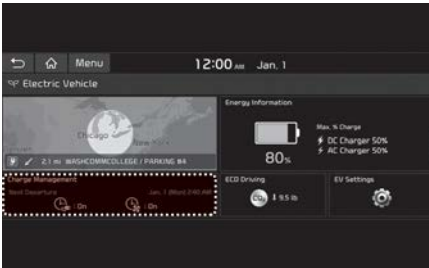 Menu
12:00 AM Jan. 1
Electric Vehicle
Chicago
New York
2.1 mi WASHCOMMCOLLEGE / PARKING #4
Energy Information
80%
Max. % Charge
DC Charger 50%
AC Charger 50%
Charge Management
Next Departure Jan. 1 (Mon) 2:40 AM
: On : On
ECO Driving
CO₂ 19.5 lb
EV Settings